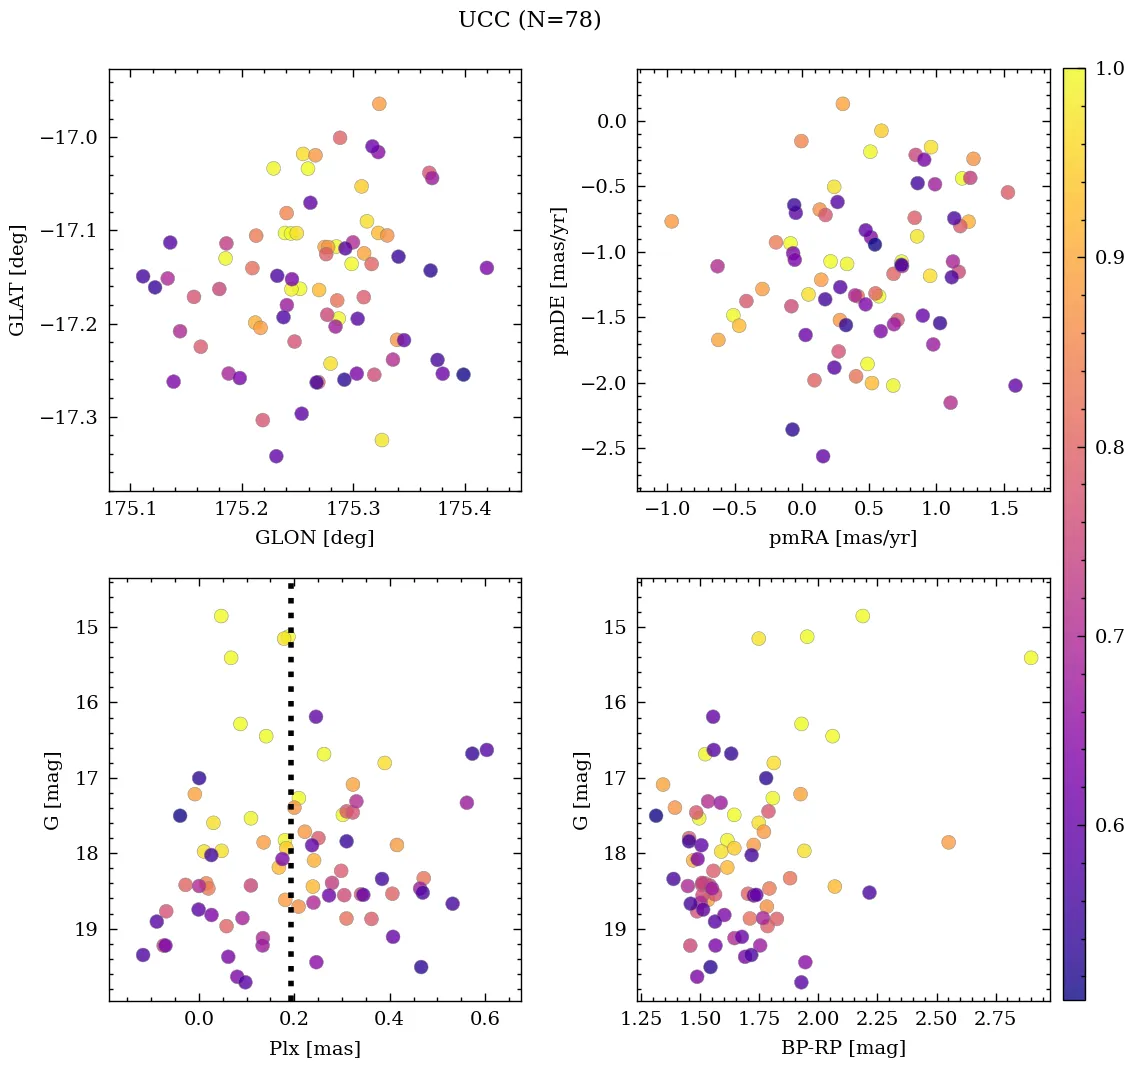 UCC (N=78)
−17.0
−17.1
−17.2
−17.3
GLAT [deg]
175.1 175.2 175.3 175.4
GLON [deg]
0.0
−0.5
−1.0
−1.5
−2.0
−2.5
pmDE [mas/yr]
−1.0 −0.5 0.0 0.5 1.0 1.5
pmRA [mas/yr]
1.0
0.9
0.8
0.7
0.6
15
16
17
18
19
G [mag]
0.0 0.2 0.4 0.6
Plx [mas]
15
16
17
18
19
G [mag]
1.25 1.50 1.75 2.00 2.25 2.50 2.75
BP-RP [mag]